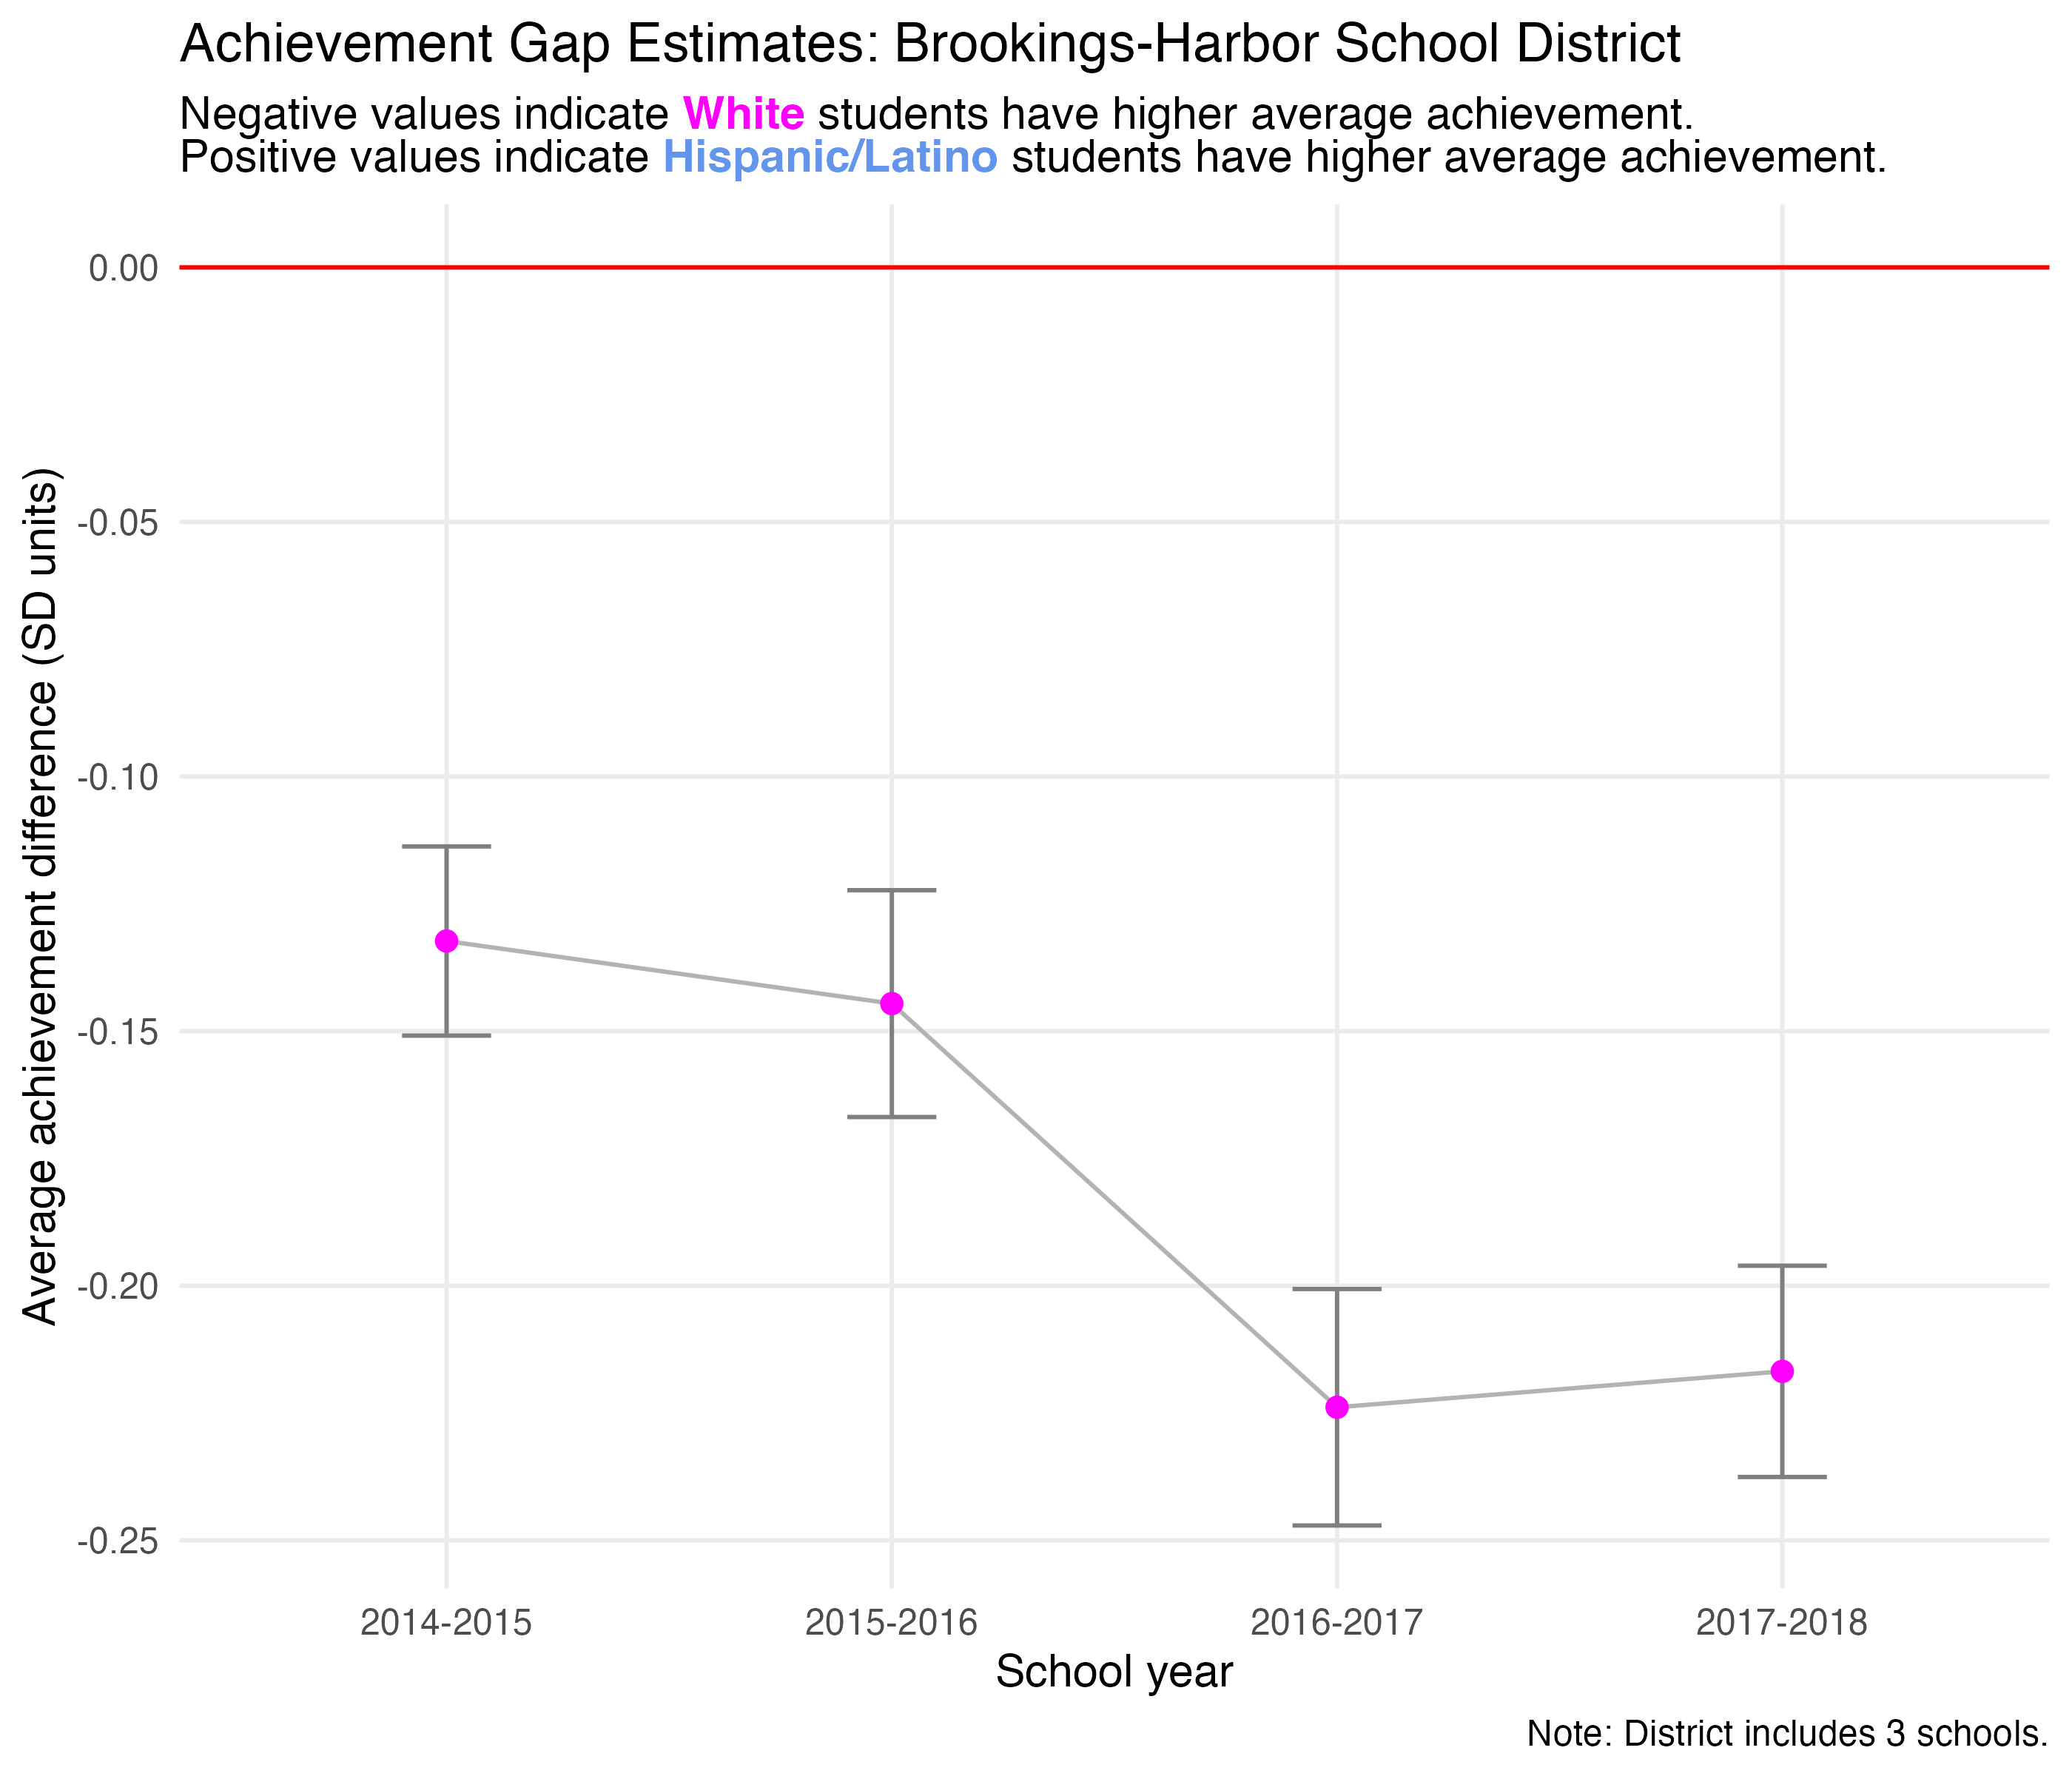 Achievement Gap Estimates: Brookings-Harbor School District
Negative values indicate White students have higher average achievement.
Positive values indicate Hispanic/Latino students have higher average achievement.
Average achievement difference (SD units)
0.00
-0.05
-0.10
-0.15
-0.20
-0.25
2014-2015 2015-2016 2016-2017 2017-2018
School year
Note: District includes 3 schools.